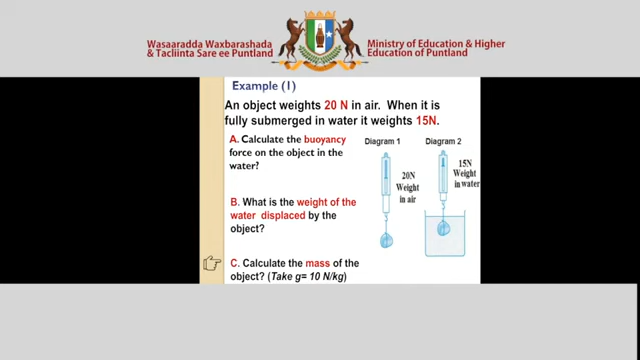 Wasaaradda Waxbarashada
& Tacliinta Sare ee Puntland
Ministry of Education & Higher
Education of Puntland
Example (1)
An object weights 20 N in air. When it is
fully submerged in water it weights 15N.
A. Calculate the buoyancy
force on the object in the
water?
B. What is the weight of the
water displaced by the
object?
C. Calculate the mass of the
object? (Take g= 10 N/kg)
Diagram 1
20N
Weight
in air
Diagram 2
15N
Weight
in water